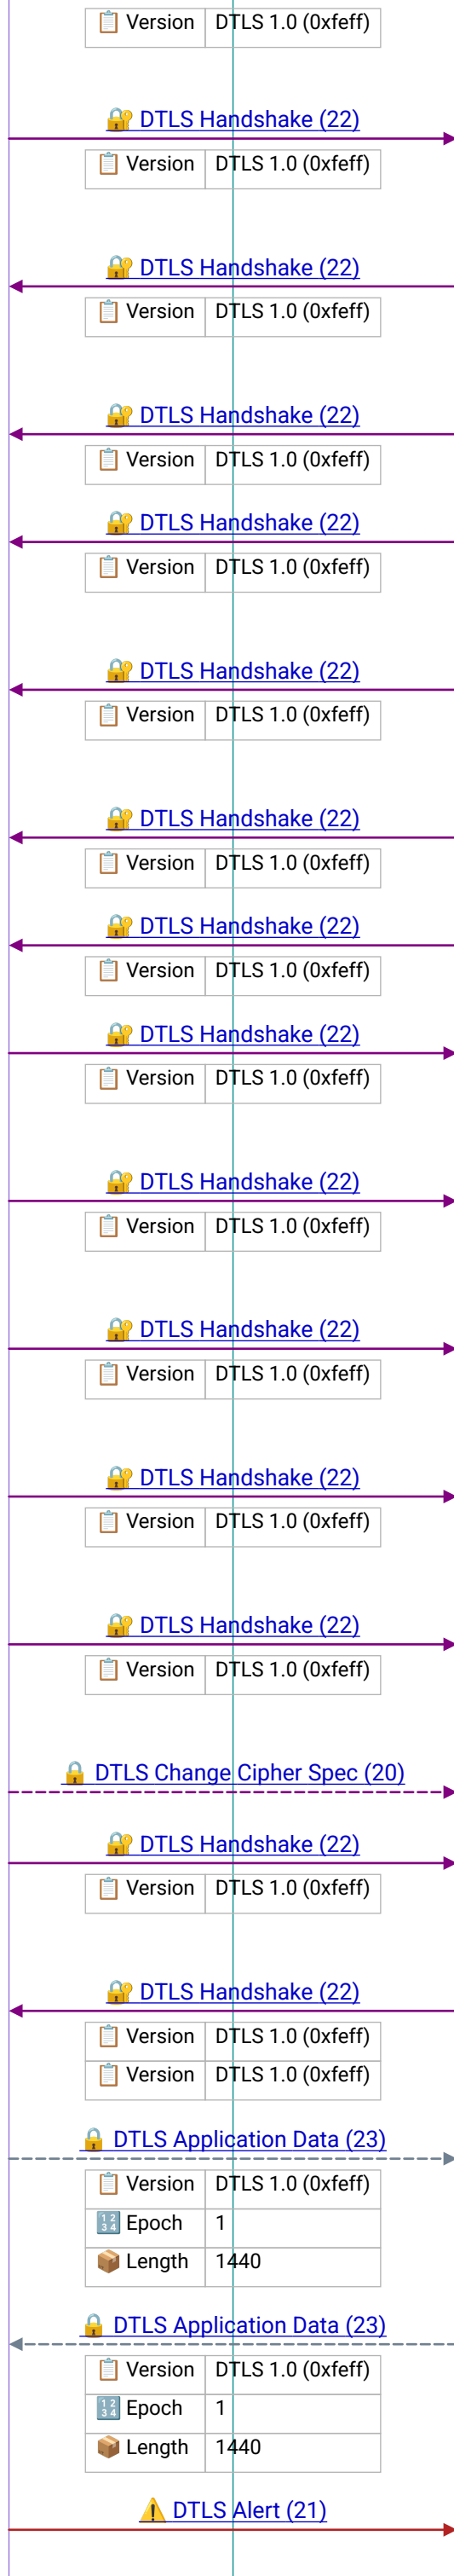 📋 Version DTLS 1.0 (0xfeff)
🔐 DTLS Handshake (22)
📋 Version DTLS 1.0 (0xfeff)
🔐 DTLS Handshake (22)
📋 Version DTLS 1.0 (0xfeff)
🔐 DTLS Handshake (22)
📋 Version DTLS 1.0 (0xfeff)
🔐 DTLS Handshake (22)
📋 Version DTLS 1.0 (0xfeff)
🔐 DTLS Handshake (22)
📋 Version DTLS 1.0 (0xfeff)
🔐 DTLS Handshake (22)
📋 Version DTLS 1.0 (0xfeff)
🔐 DTLS Handshake (22)
📋 Version DTLS 1.0 (0xfeff)
🔐 DTLS Handshake (22)
📋 Version DTLS 1.0 (0xfeff)
🔐 DTLS Handshake (22)
📋 Version DTLS 1.0 (0xfeff)
🔐 DTLS Handshake (22)
📋 Version DTLS 1.0 (0xfeff)
🔐 DTLS Handshake (22)
📋 Version DTLS 1.0 (0xfeff)
🔐 DTLS Handshake (22)
📋 Version DTLS 1.0 (0xfeff)
🔒 DTLS Change Cipher Spec (20)
🔐 DTLS Handshake (22)
📋 Version DTLS 1.0 (0xfeff)
🔐 DTLS Handshake (22)
📋 Version DTLS 1.0 (0xfeff)
📋 Version DTLS 1.0 (0xfeff)
🔒 DTLS Application Data (23)
📋 Version DTLS 1.0 (0xfeff)
🔢 Epoch 1
📦 Length 1440
🔒 DTLS Application Data (23)
📋 Version DTLS 1.0 (0xfeff)
🔢 Epoch 1
📦 Length 1440
⚠️ DTLS Alert (21)